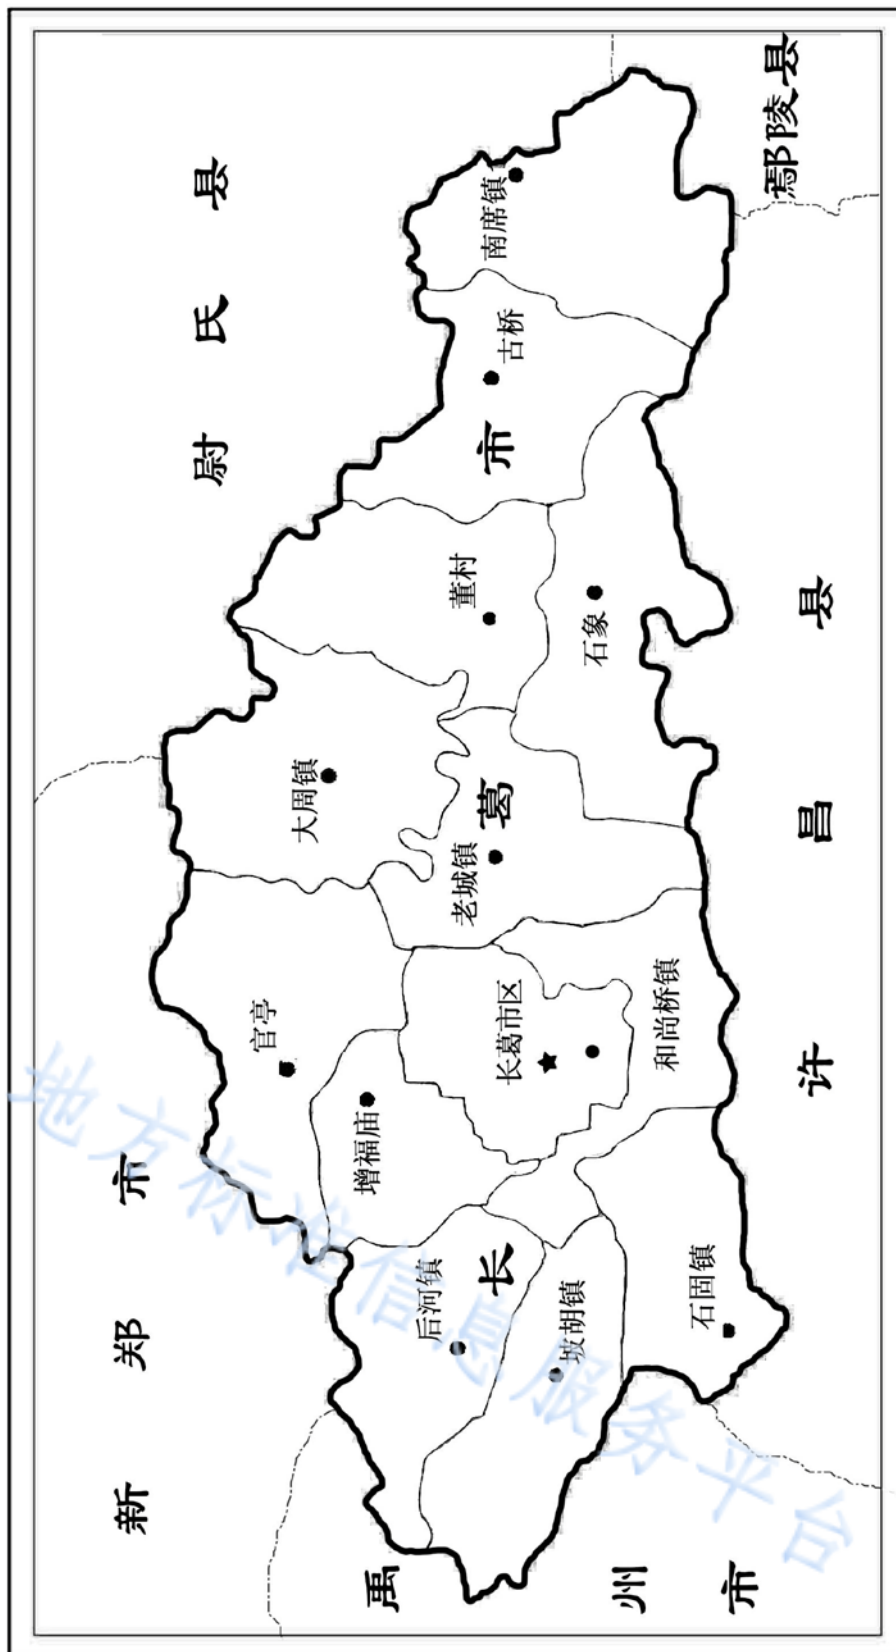 新郑市
尉氏县
鄢陵县
禹州市
许昌县
长葛市
官亭
大周镇
增福庙
后河镇
坡胡镇
石固镇
长葛市区
和尚桥镇
老城镇
董村
石象
古桥
南席镇
地方标准信息服务平台